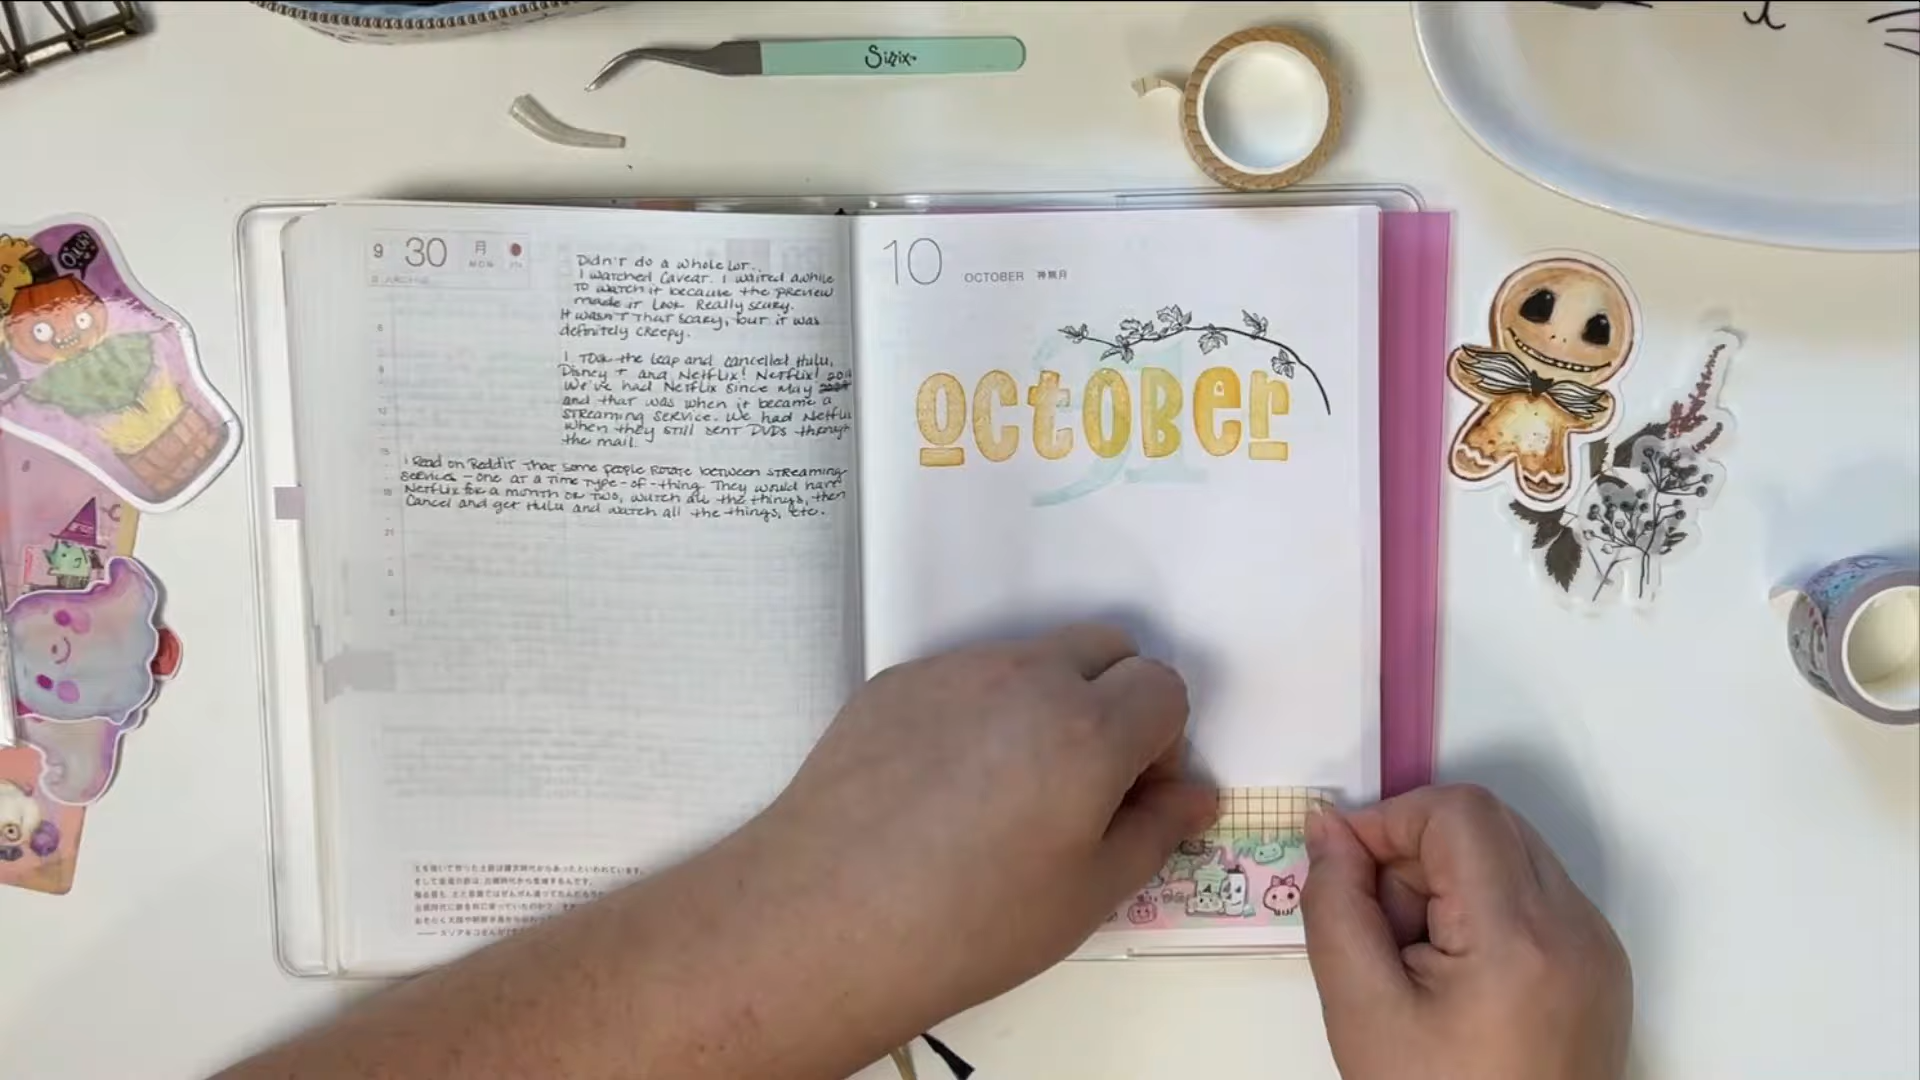 Sizzix
Oicho
9 30 月
MON
Didn't do a whole lot..
I watched Caveat. I waited awhile
to watch it because the preview
made it look Really scary.
It wasn't that scary, but it was
definitely creepy.
I Took the leap and cancelled Hulu,
Disney + and Netflix! Netflix! 2011
We've had Netflix since May
and that was when it became a
streaming service. We had Netflix
when they still sent DVDs through
the mail.
I Read on Reddit that some people Rotate between streaming
services - one at a time type-of-thing. They would have
Netflix for a month or two, watch all the things, then
Cancel and get Hulu and watch all the things, etc.
10 OCTOBER 神無月
OCTOBER